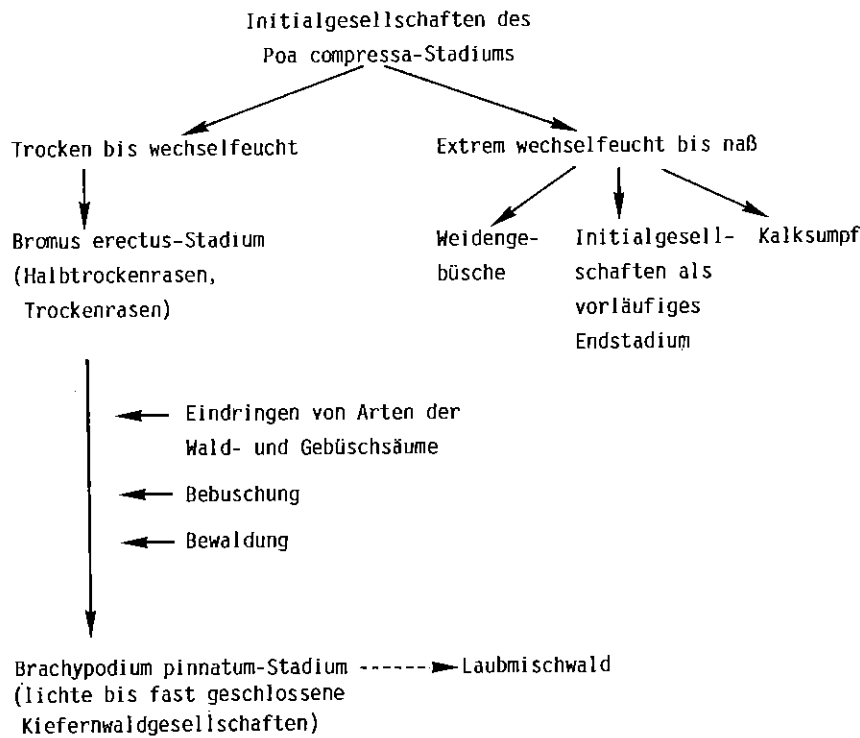 Initialgesellschaften des
Poa compressa-Stadiums
Trocken bis wechselfeucht
Extrem wechselfeucht bis naß
Bromus erectus-Stadium
(Halbtrockenrasen,
Trockenrasen)
Weidenge-
büsche
Initialgesell-
schaften als
vorläufiges
Endstadium
Kalksumpf
Eindringen von Arten der
Wald- und Gebüschsäume
Bebuschung
Bewaldung
Brachypodium pinnatum-Stadium
(lichte bis fast geschlossene
Kiefernwaldgesellschaften)
Laubmischwald